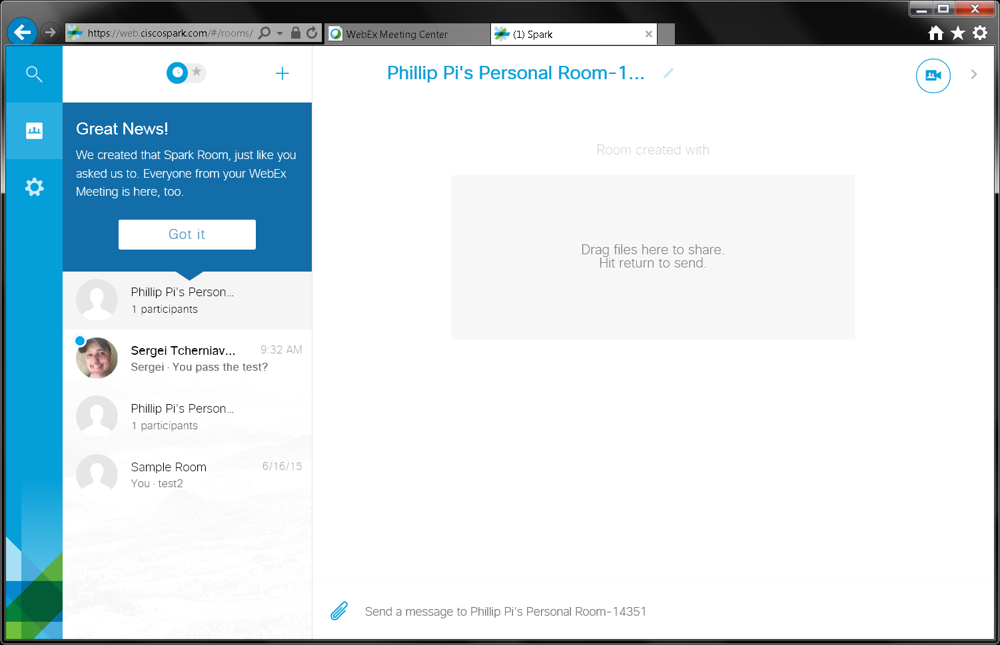 https://web.ciscospark.com/#/rooms/
WebEx Meeting Center
(1) Spark
Phillip Pi's Personal Room-1...
Great News!
We created that Spark Room, just like you
asked us to. Everyone from your WebEx
Meeting is here, too.
Got it
Phillip Pi's Person...
1 participants
Sergei Tcherniav...
9:32 AM
Sergei · You pass the test?
Phillip Pi's Person...
1 participants
Sample Room
6/16/15
You · test2
Room created with
Drag files here to share.
Hit return to send.
Send a message to Phillip Pi's Personal Room-14351